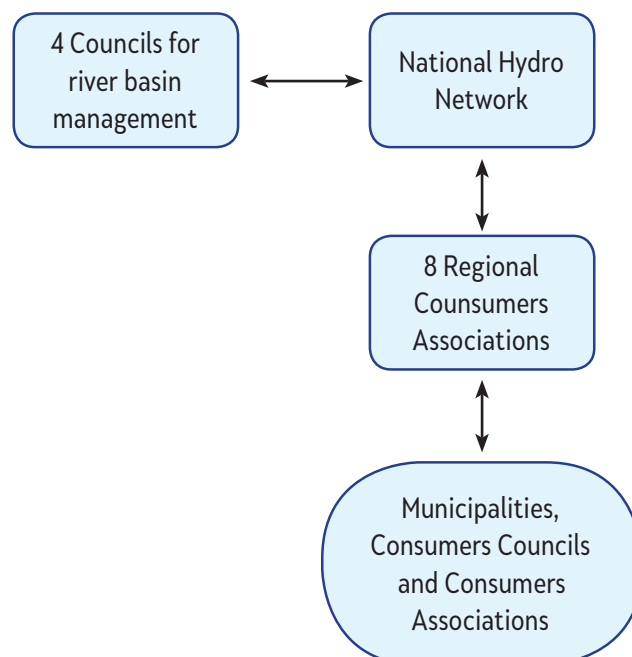 4 Councils for
river basin
management
National Hydro
Network
8 Regional
Counsumers
Associations
Municipalities,
Consumers Councils
and Consumers
Associations